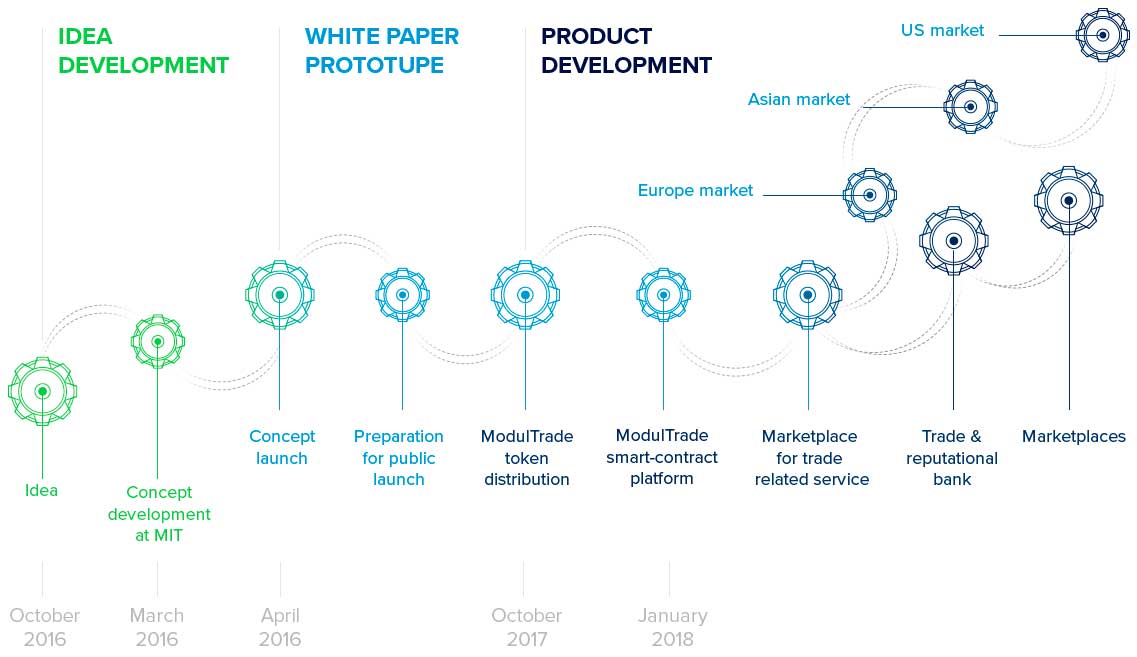 IDEA
DEVELOPMENT
WHITE PAPER
PROTOTUPE
PRODUCT
DEVELOPMENT
US market
Asian market
Europe market
Idea
Concept
development
at MIT
Concept
launch
Preparation
for public
launch
ModulTrade
token
distribution
ModulTrade
smart-contract
platform
Marketplace
for trade
related service
Trade &
reputational
bank
Marketplaces
October
2016
March
2016
April
2016
October
2017
January
2018